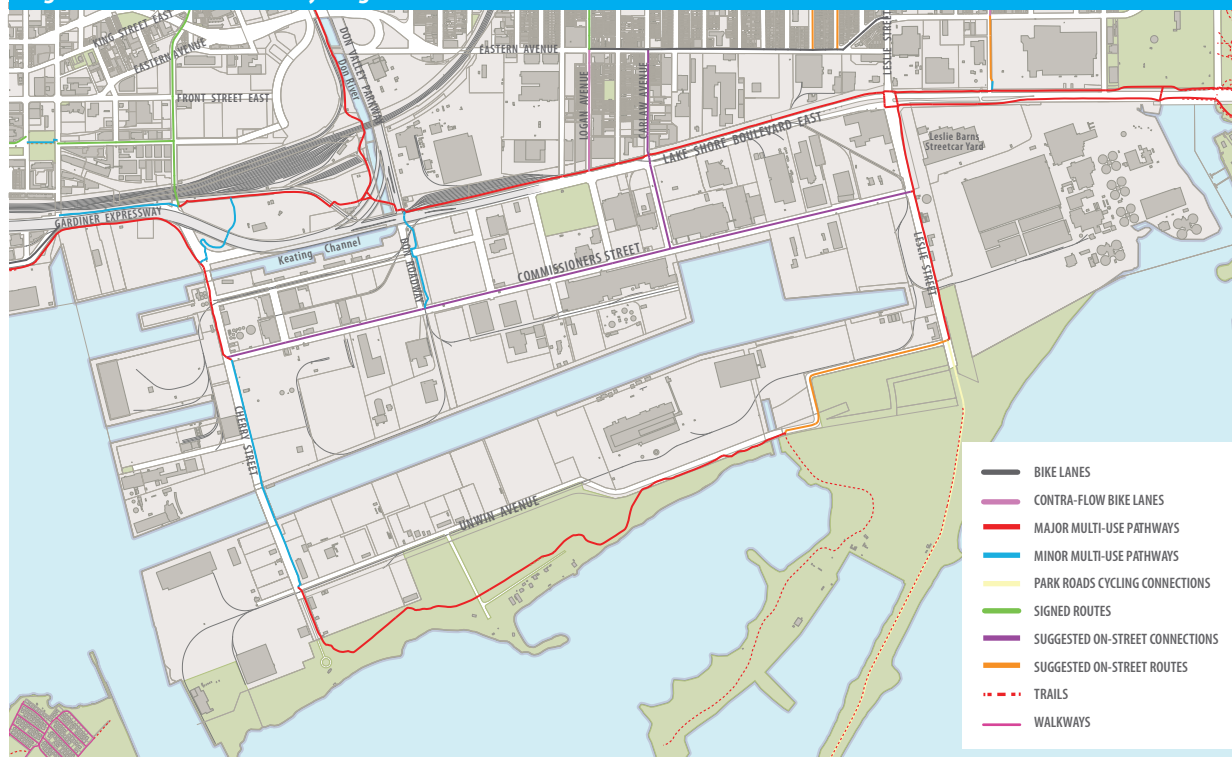 KING STREET EAST
EASTERN AVENUE
FRONT STREET EAST
DON VALLEY PARKWAY
Don River
EASTERN AVENUE
LOGAN AVENUE
CARLAW AVENUE
LESLIE STREET
LAKE SHORE BOULEVARD EAST
Leslie Barns
Streetcar Yard
GARDINER EXPRESSWAY
Keating Channel
DON ROADWAY
COMMISSIONERS STREET
LESLIE STREET
CHERRY STREET
UNWIN AVENUE
BIKE LANES
CONTRA-FLOW BIKE LANES
MAJOR MULTI-USE PATHWAYS
MINOR MULTI-USE PATHWAYS
PARK ROADS CYCLING CONNECTIONS
SIGNED ROUTES
SUGGESTED ON-STREET CONNECTIONS
SUGGESTED ON-STREET ROUTES
TRAILS
WALKWAYS